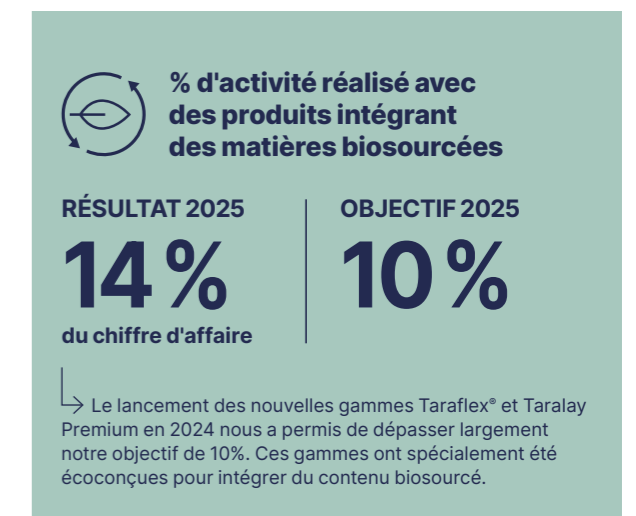 % d'activité réalisé avec
des produits intégrant
des matières biosourcées
RÉSULTAT 2025
14 %
du chiffre d'affaire
OBJECTIF 2025
10 %
Le lancement des nouvelles gammes Taraflex® et Taralay
Premium en 2024 nous a permis de dépasser largement
notre objectif de 10%. Ces gammes ont spécialement été
écoconçues pour intégrer du contenu biosourcé.